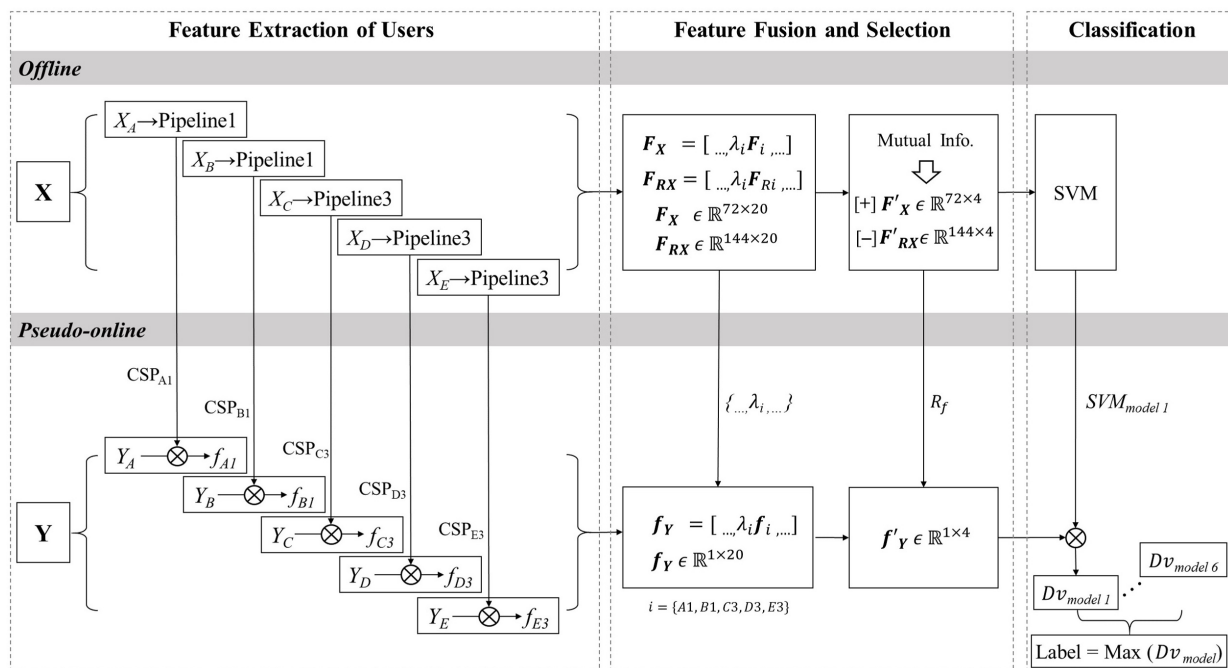 Feature Extraction of Users
Feature Fusion and Selection
Classification
Offline
X
X_A→Pipeline1
X_B→Pipeline1
X_C→Pipeline3
X_D→Pipeline3
X_E→Pipeline3
F_X = [ ...,λ_i F_i ,...]
F_RX = [ ...,λ_i F_Ri ,...]
F_X ϵ ℝ^{72×20}
F_RX ϵ ℝ^{144×20}
Mutual Info.
[+] F'_X ϵ ℝ^{72×4}
[−] F'_RX ϵ ℝ^{144×4}
SVM
Pseudo-online
CSP_A1
CSP_B1
CSP_C3
CSP_D3
CSP_E3
{ ...,λ_i ,...}
R_f
SVM_model 1
Y
Y_A ⊗ f_A1
Y_B ⊗ f_B1
Y_C ⊗ f_C3
Y_D ⊗ f_D3
Y_E ⊗ f_E3
f_Y = [ ...,λ_i f_i ,...]
f_Y ϵ ℝ^{1×20}
i = {A1, B1, C3, D3, E3}
f'_Y ϵ ℝ^{1×4}
Dv_model 6
Dv_model 1
Label = Max (Dv_model)